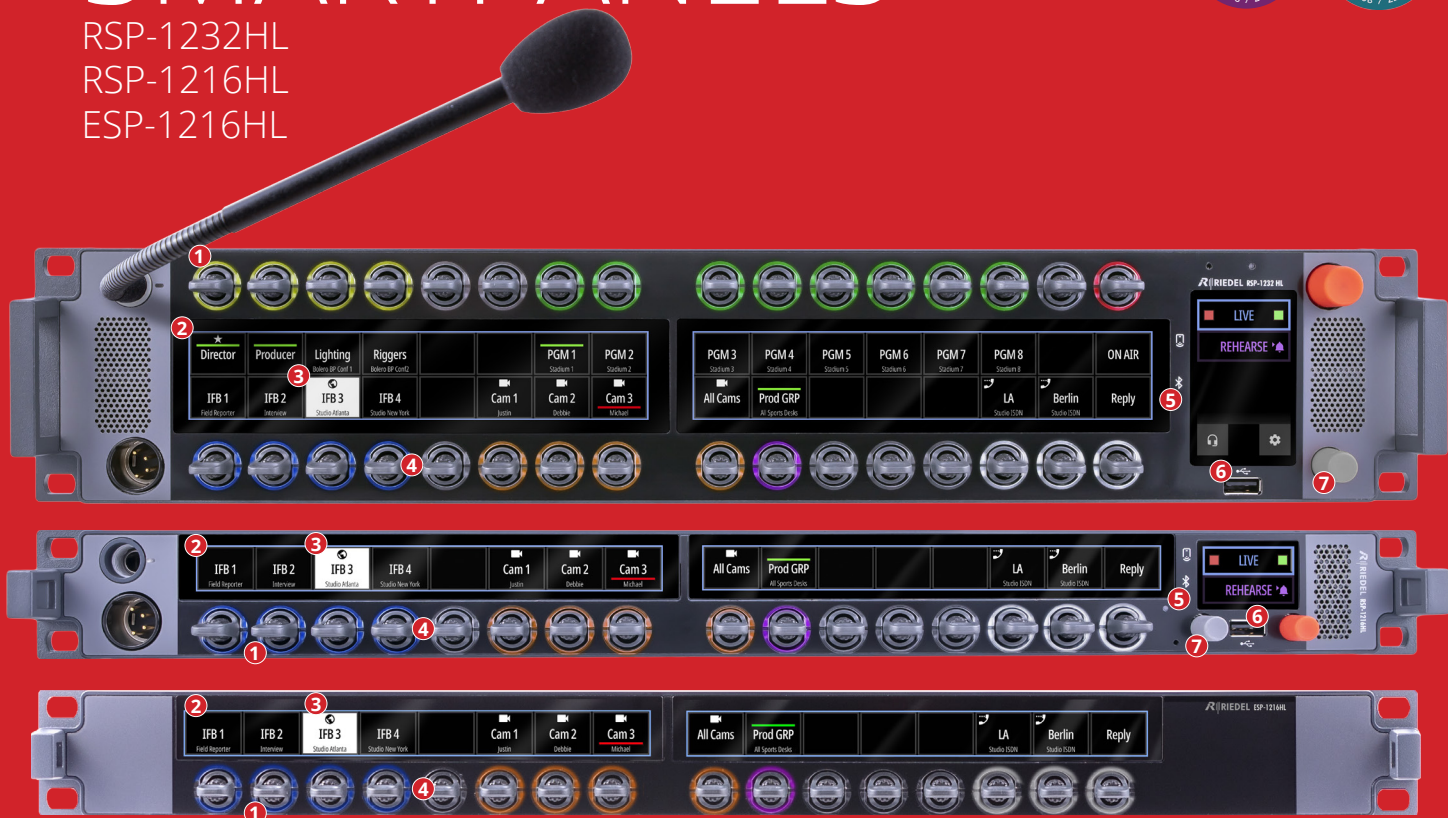 SMARTPANELS
RSP-1232HL
RSP-1216HL
ESP-1216HL
1
RIEDEL RSP-1232 HL
2
LIVE
REHEARSE
Director Producer Lighting Riggers PGM 1 PGM 2
Bolero BP Conf 1 Bolero BP Conf2 Stadium 1 Stadium 2
PGM 3 PGM 4 PGM 5 PGM 6 PGM 7 PGM 8 ON AIR
Stadium 3 Stadium 4 Stadium 5 Stadium 6 Stadium 7 Stadium 8
3
IFB 1 IFB 2 IFB 3 IFB 4 Cam 1 Cam 2 Cam 3
Field Reporter Interview Studio Atlanta Studio New York Justin Debbie Michael
All Cams Prod GRP LA Berlin Reply
All Sports Desks Studio ISDN Studio ISDN
5
4
6
7
2 3
IFB 1 IFB 2 IFB 3 IFB 4 Cam 1 Cam 2 Cam 3
Field Reporter Interview Studio Atlanta Studio New York Justin Debbie Michael
All Cams Prod GRP LA Berlin Reply
All Sports Desks Studio ISDN Studio ISDN
LIVE
REHEARSE
RIEDEL RSP-1216HL
5
6
4
7
1
2 3
IFB 1 IFB 2 IFB 3 IFB 4 Cam 1 Cam 2 Cam 3
Field Reporter Interview Studio Atlanta Studio New York Justin Debbie Michael
All Cams Prod GRP LA Berlin Reply
All Sports Desks Studio ISDN Studio ISDN
RIEDEL ESP-1216HL
4
1